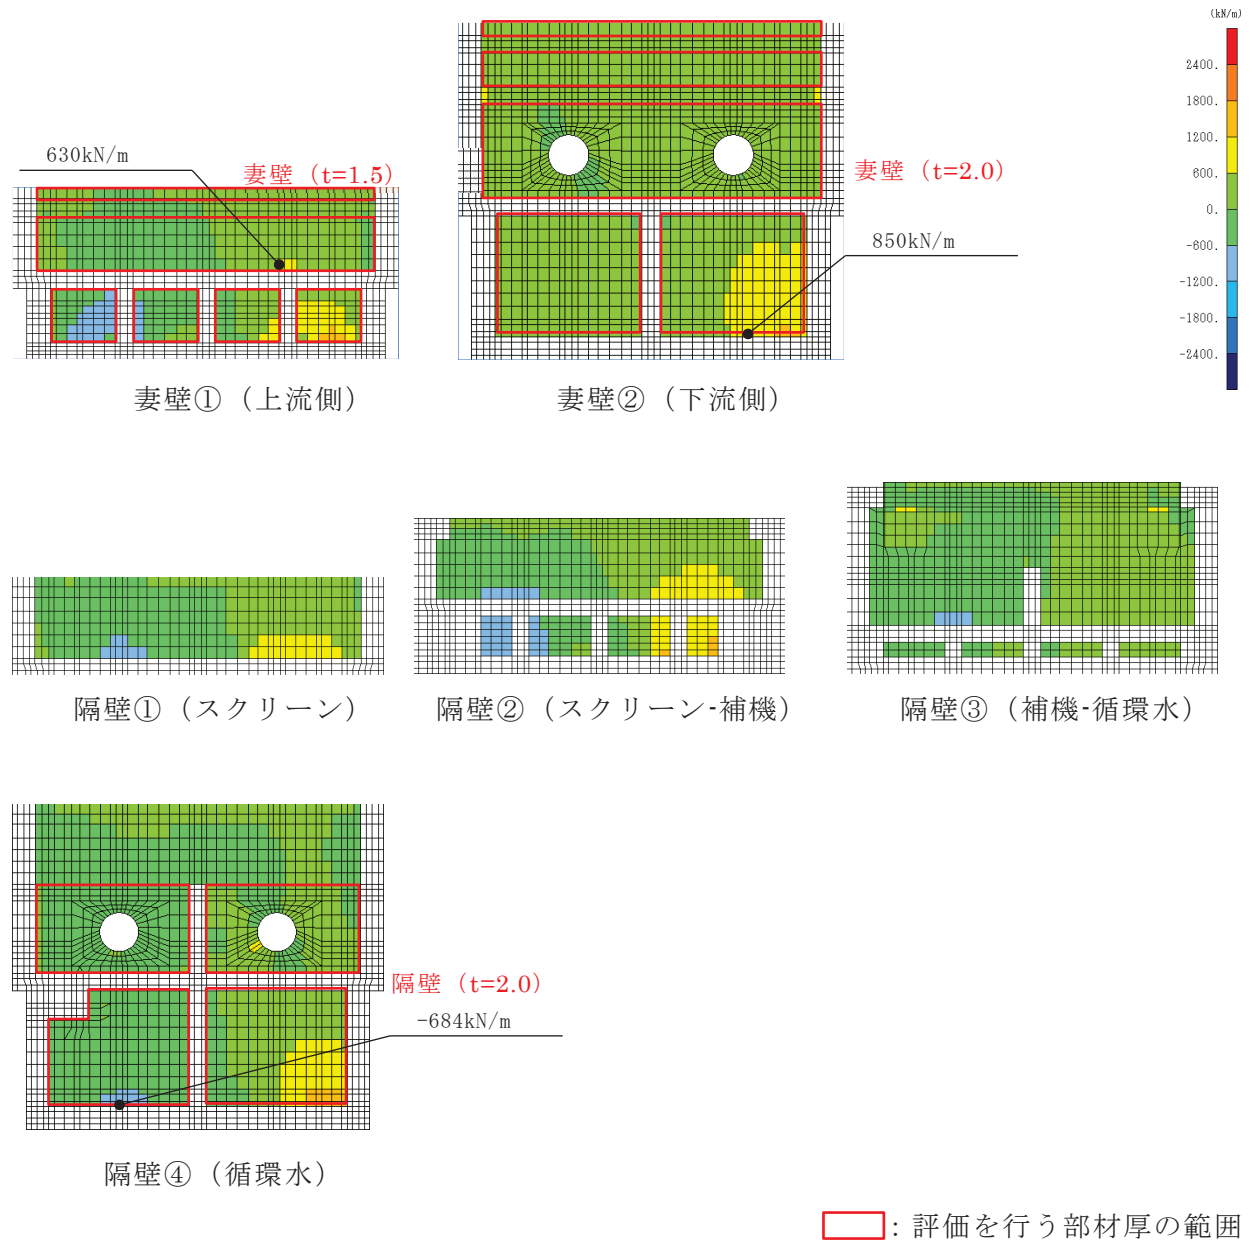 (kN/m)
2400.
1800.
1200.
600.
0.
-600.
-1200.
-1800.
-2400.
630kN/m
妻壁（t=1.5）
妻壁（t=2.0）
850kN/m
妻壁①（上流側）
妻壁②（下流側）
隔壁①（スクリーン）
隔壁②（スクリーン-補機）
隔壁③（補機-循環水）
隔壁（t=2.0）
-684kN/m
隔壁④（循環水）
：評価を行う部材厚の範囲